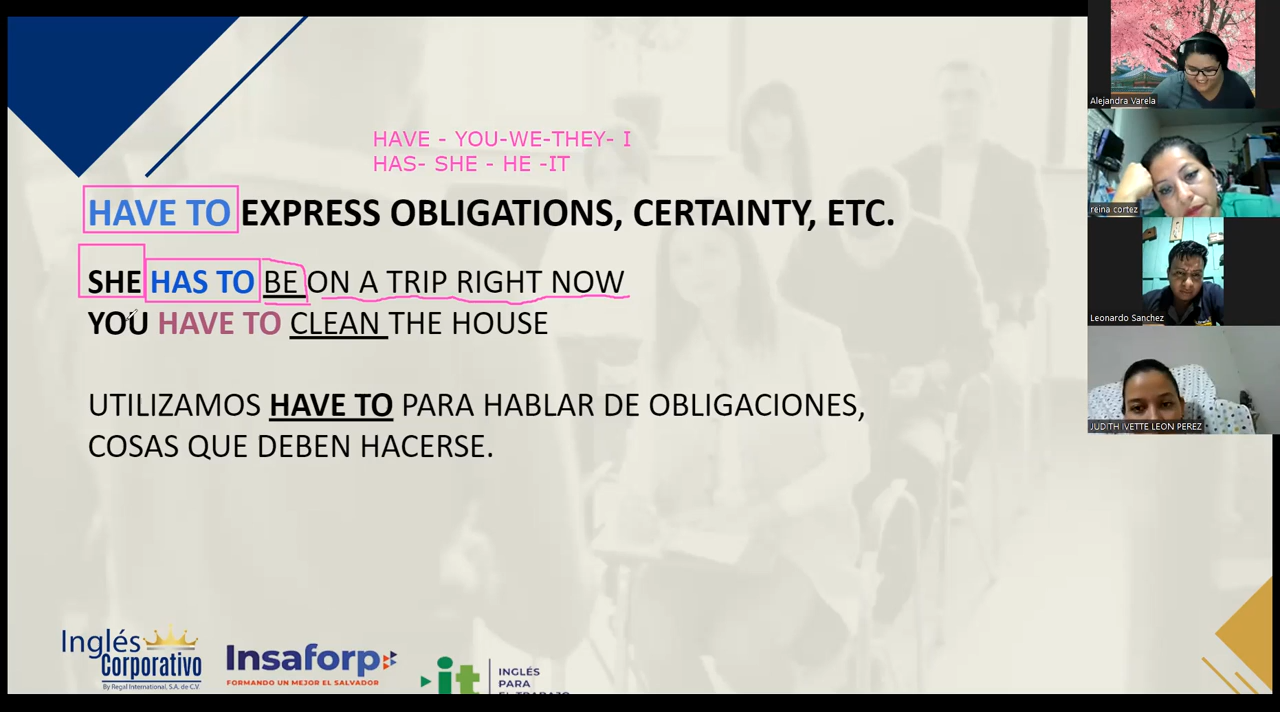 HAVE - YOU-WE-THEY- I
HAS- SHE - HE -IT
HAVE TO EXPRESS OBLIGATIONS, CERTAINTY, ETC.
SHE HAS TO BE ON A TRIP RIGHT NOW
YOU HAVE TO CLEAN THE HOUSE
UTILIZAMOS HAVE TO PARA HABLAR DE OBLIGACIONES,
COSAS QUE DEBEN HACERSE.
Inglés
Corporativo
By Regal International, S.A. de C.V.
Insaforp
FORMANDO UN MEJOR EL SALVADOR
it
INGLÉS
PARA
EL TRABAJO
Alejandra Varela
reina cortez
Leonardo Sanchez
JUDITH IVETTE LEON PEREZ